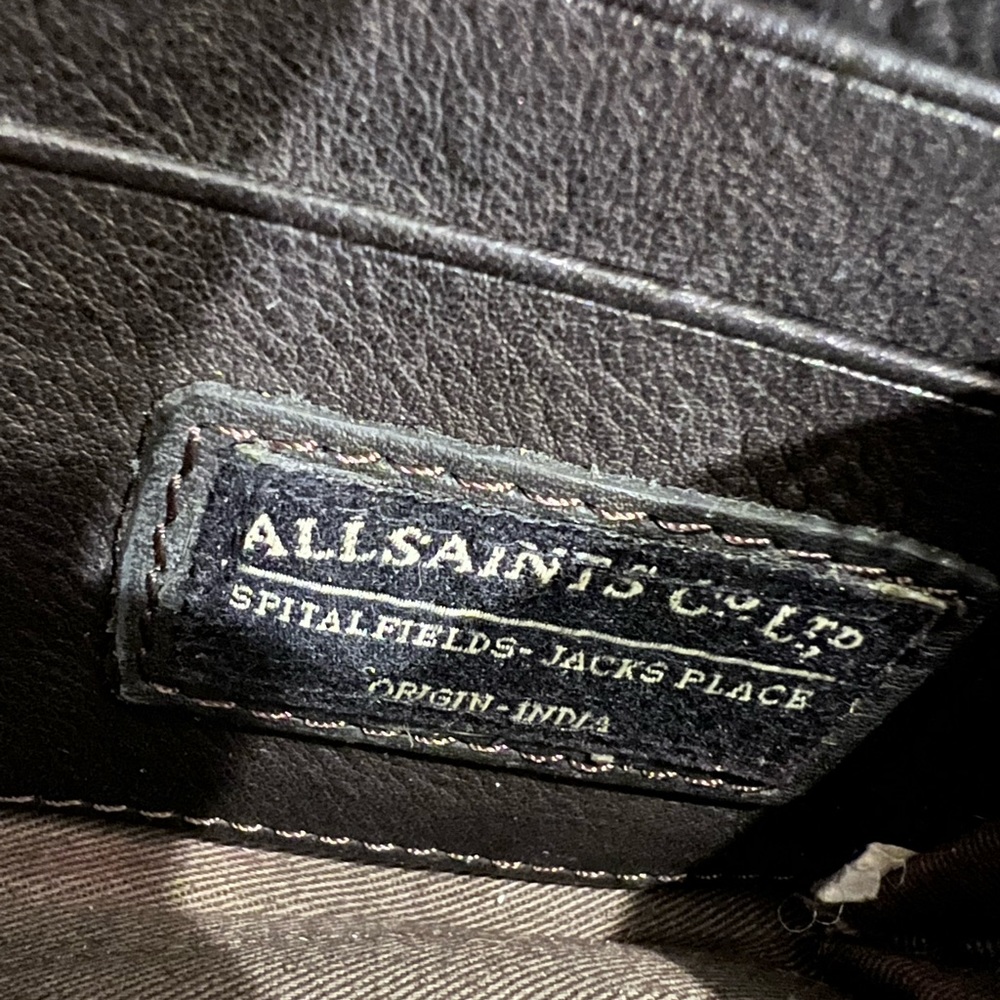 ALLSAINTS CO. LTD
SPITALFIELDS - JACKS PLACE
ORIGIN - INDIA